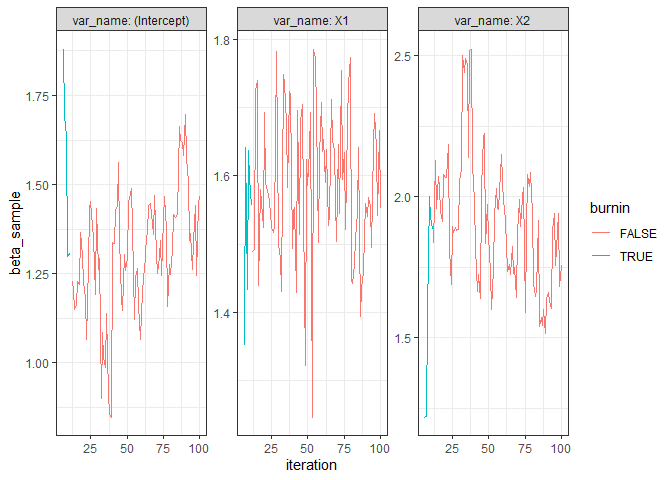 var_name: (Intercept) var_name: X1 var_name: X2
beta_sample
1.75
1.50
1.25
1.00
1.8
1.6
1.4
2.5
2.0
1.5
25 50 75 100 25 50 75 100 25 50 75 100
iteration
burnin
FALSE
TRUE